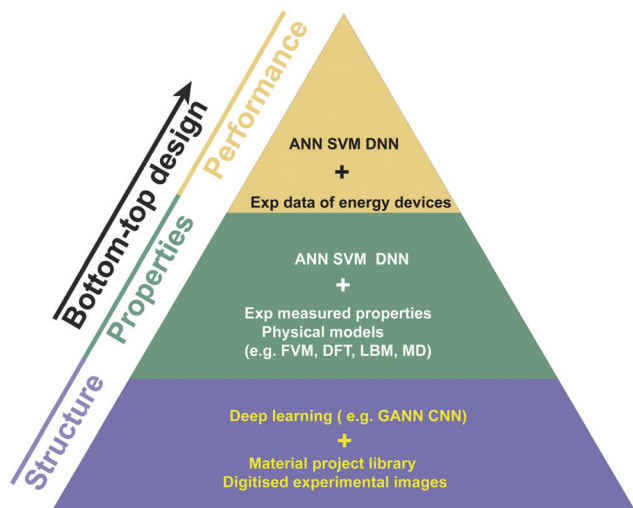 Bottom-top design
Performance
Properties
Structure
ANN SVM DNN
+
Exp data of energy devices
ANN SVM DNN
+
Exp measured properties
Physical models
(e.g. FVM, DFT, LBM, MD)
Deep learning ( e.g. GANN CNN)
+
Material project library
Digitised experimental images